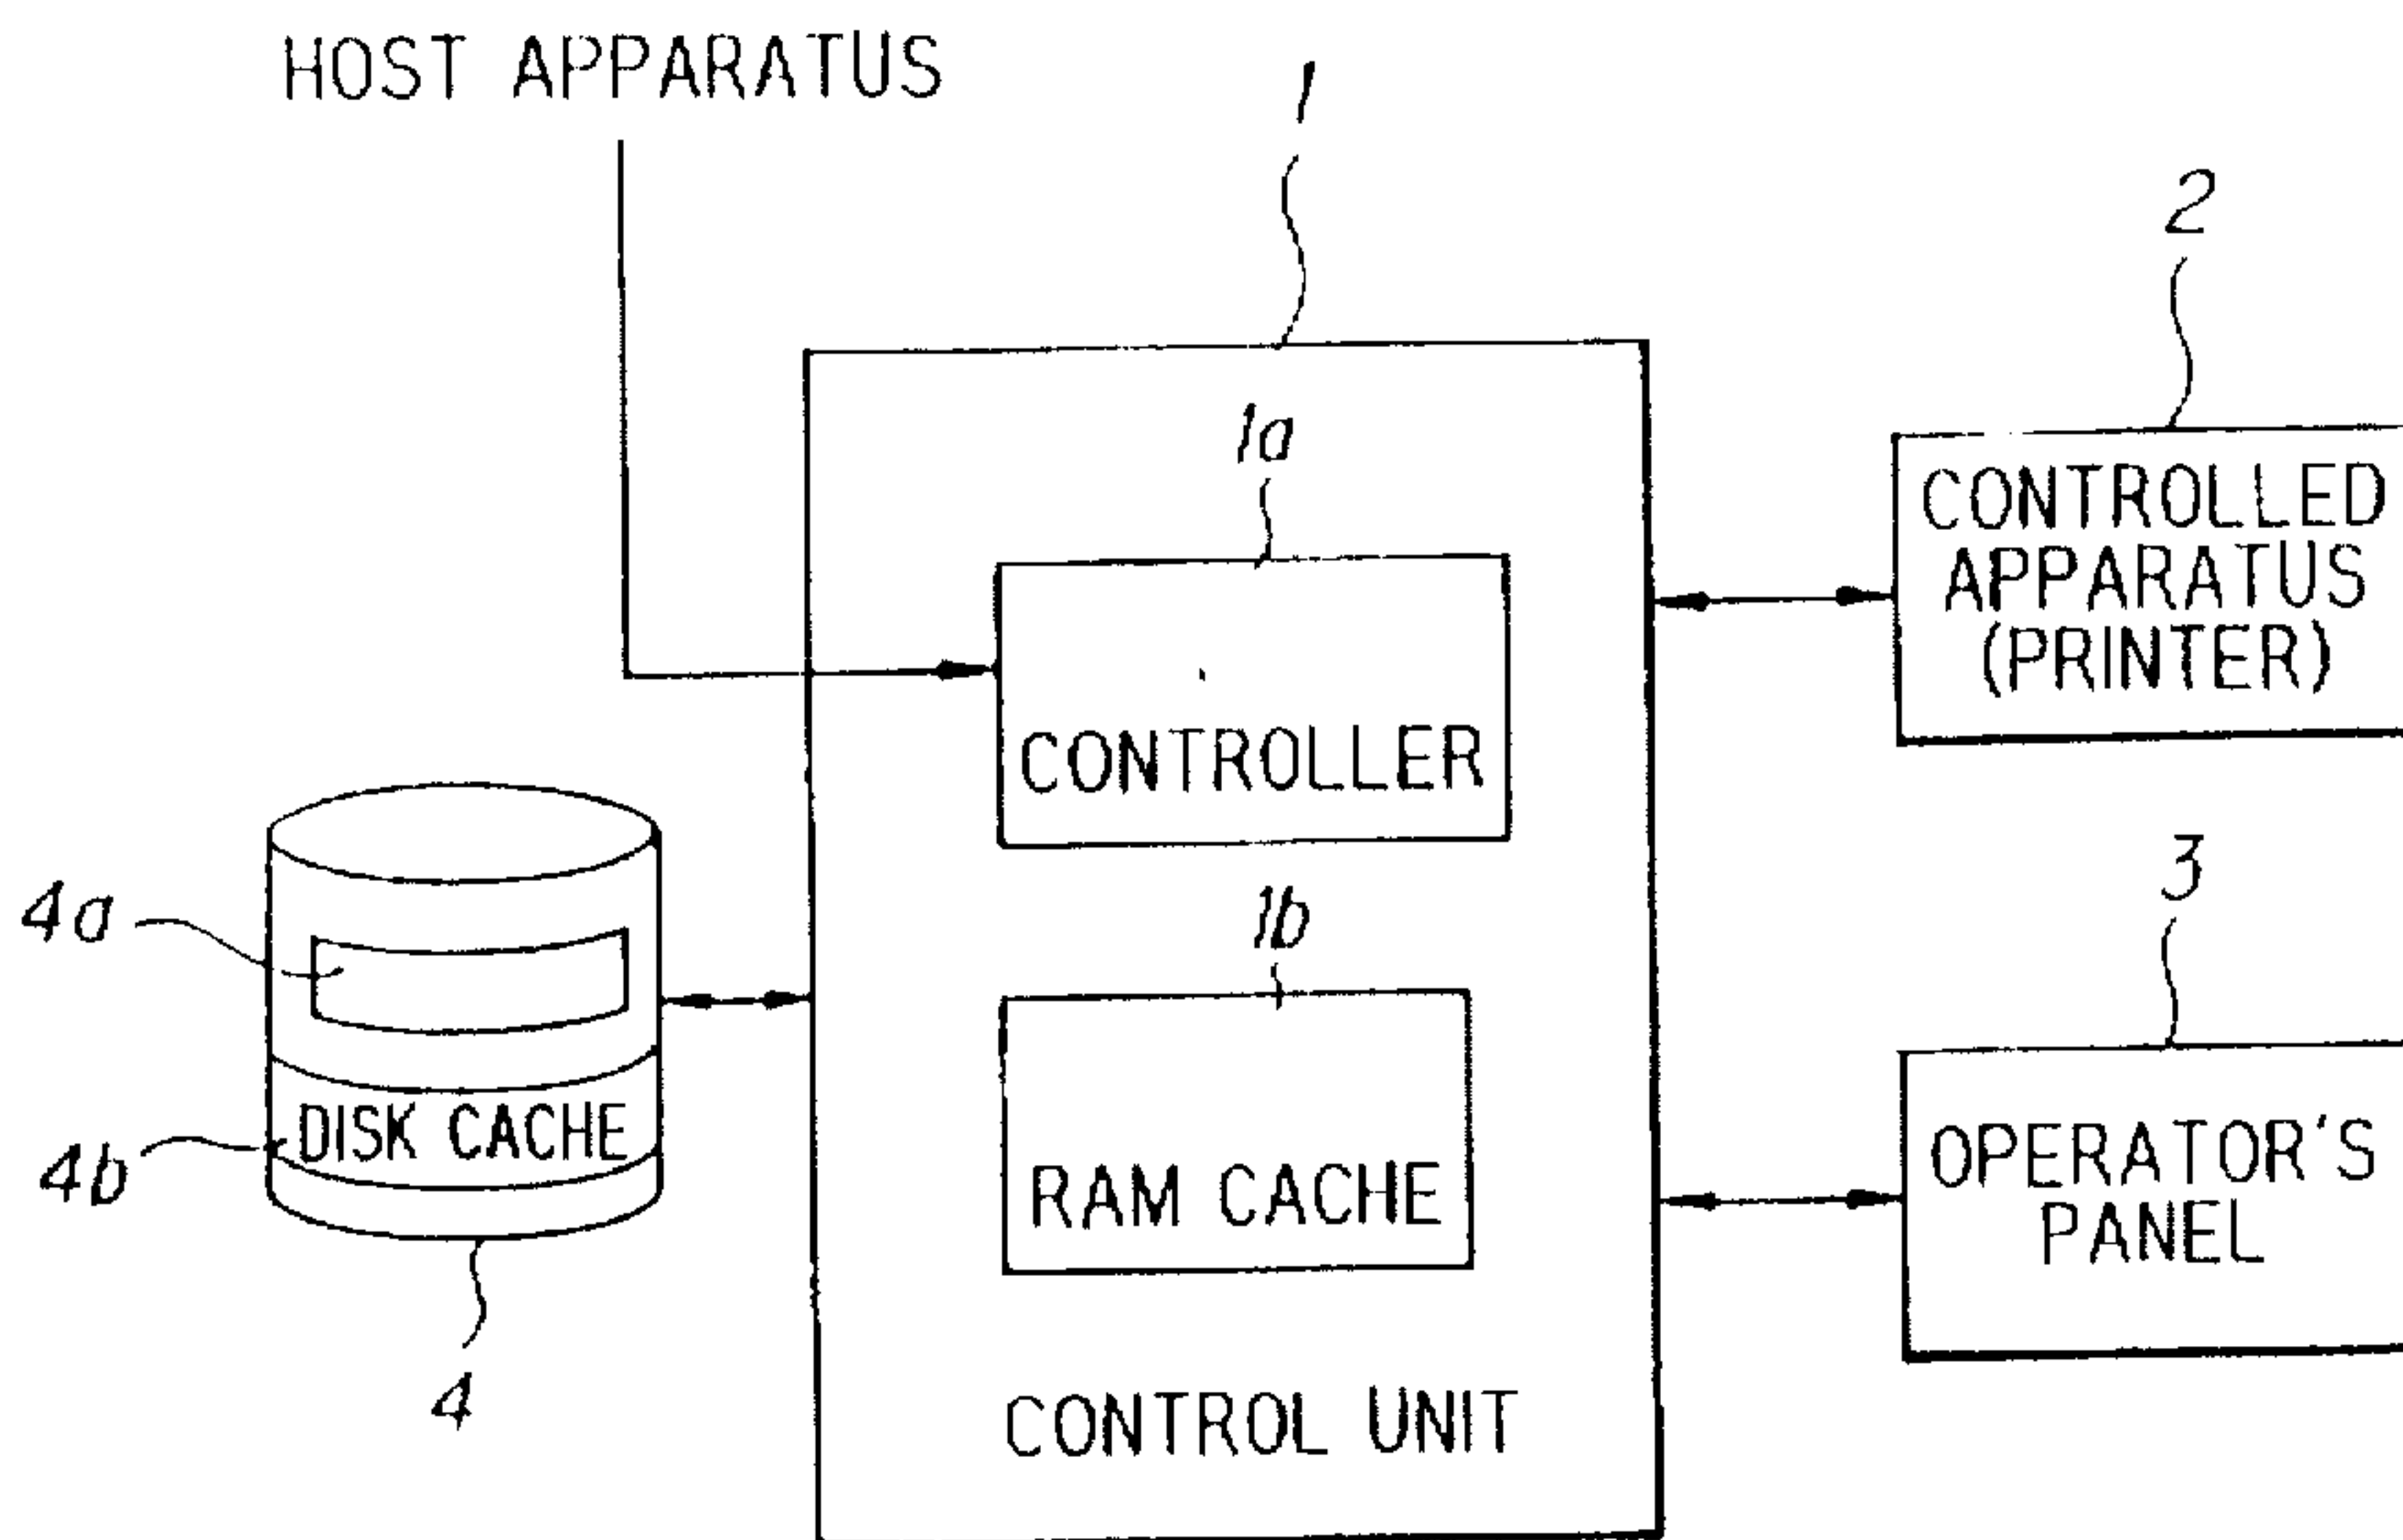 HOST APPARATUS
1
2
1a
CONTROLLED
APPARATUS
(PRINTER)
CONTROLLER
3
4a
1b
DISK CACHE
4b
OPERATOR'S
PANEL
RAM CACHE
4
CONTROL UNIT